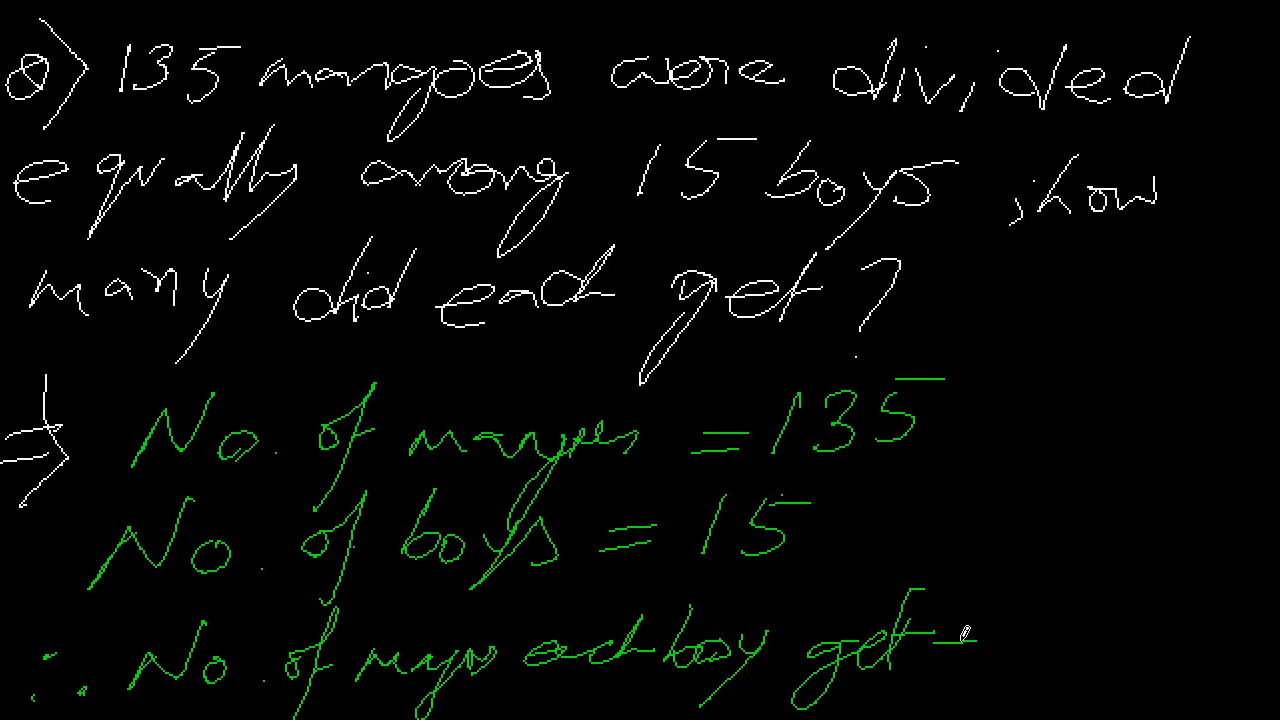 8) 135 mangoes were divided
equally among 15 boys, how
many did each get?
⇒ No. of mangoes = 135
No. of boys = 15
∴ No. of mangoes each boy get =